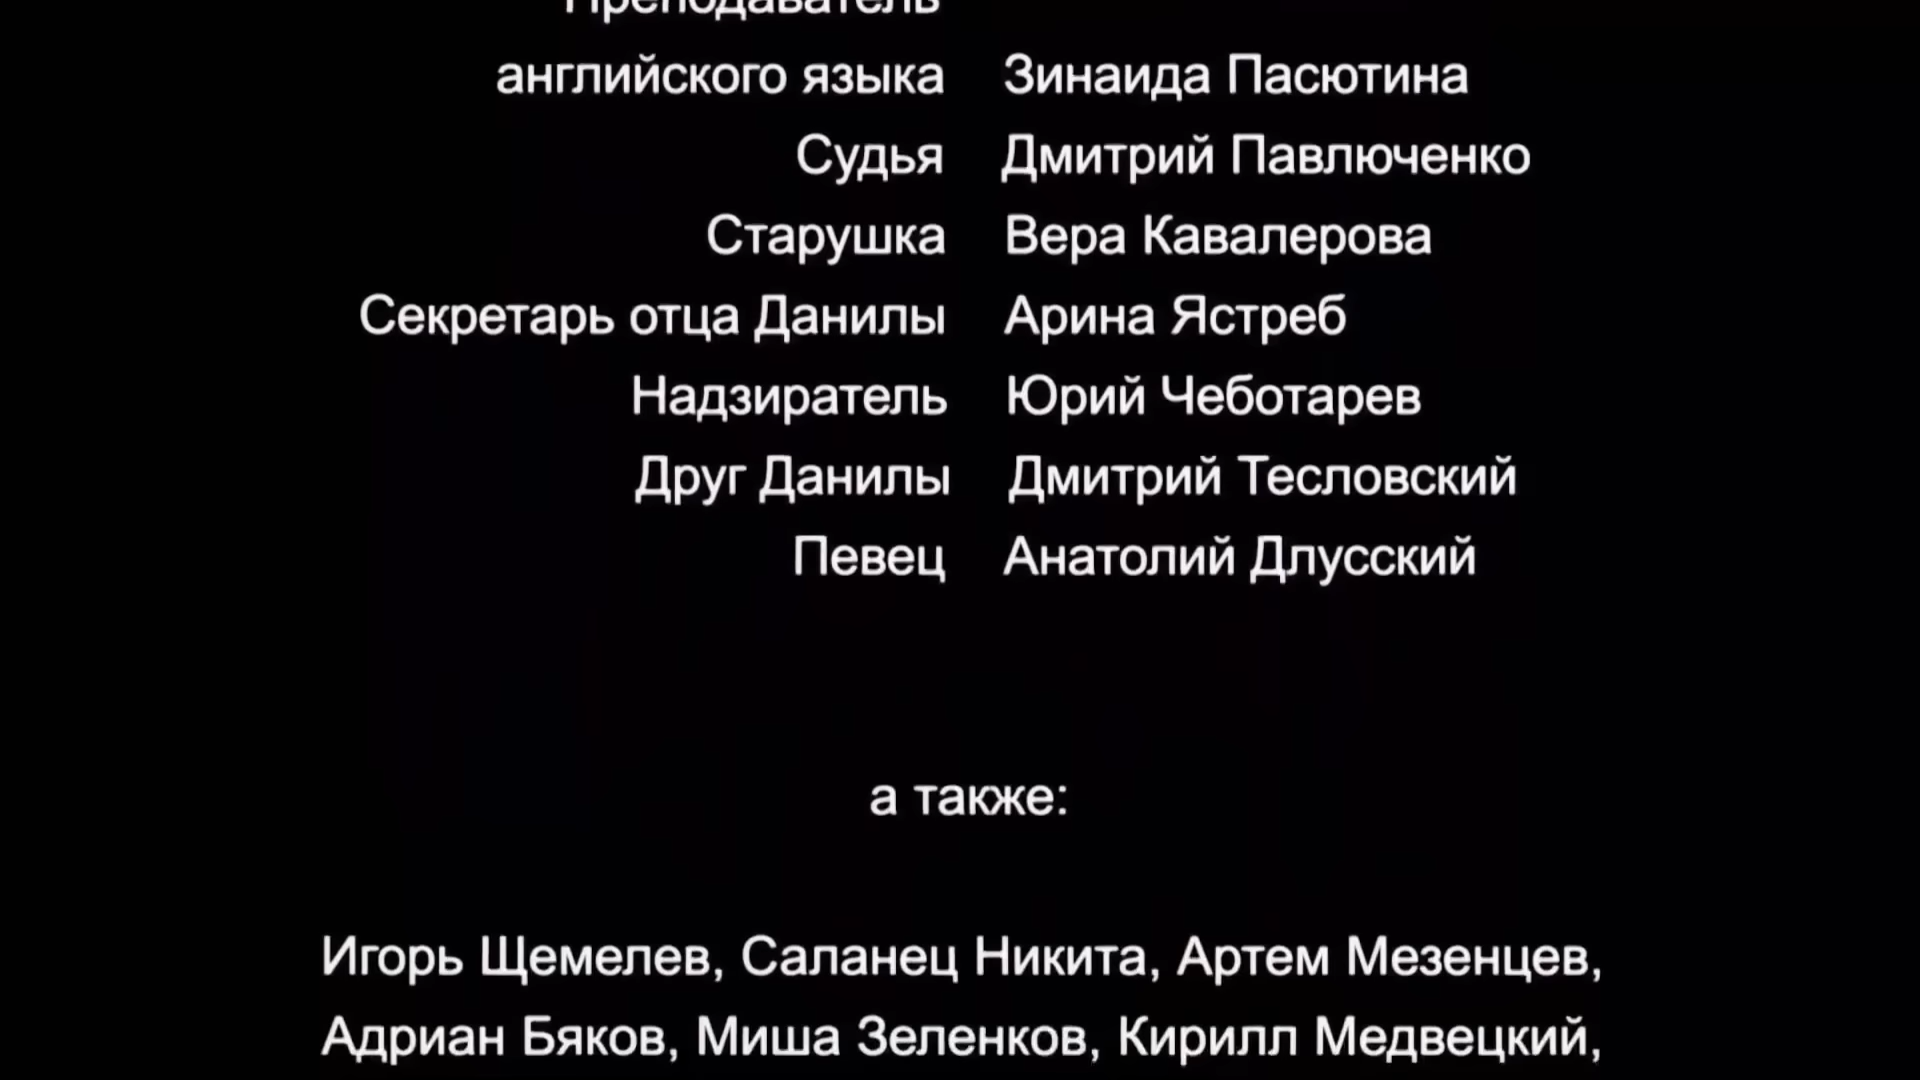 Преподаватель
английского языка Зинаида Пасютина
Судья Дмитрий Павлюченко
Старушка Вера Кавалерова
Секретарь отца Данилы Арина Ястреб
Надзиратель Юрий Чеботарев
Друг Данилы Дмитрий Тесловский
Певец Анатолий Длусский
а также:
Игорь Щемелев, Саланец Никита, Артем Мезенцев,
Адриан Бяков, Миша Зеленков, Кирилл Медвецкий,